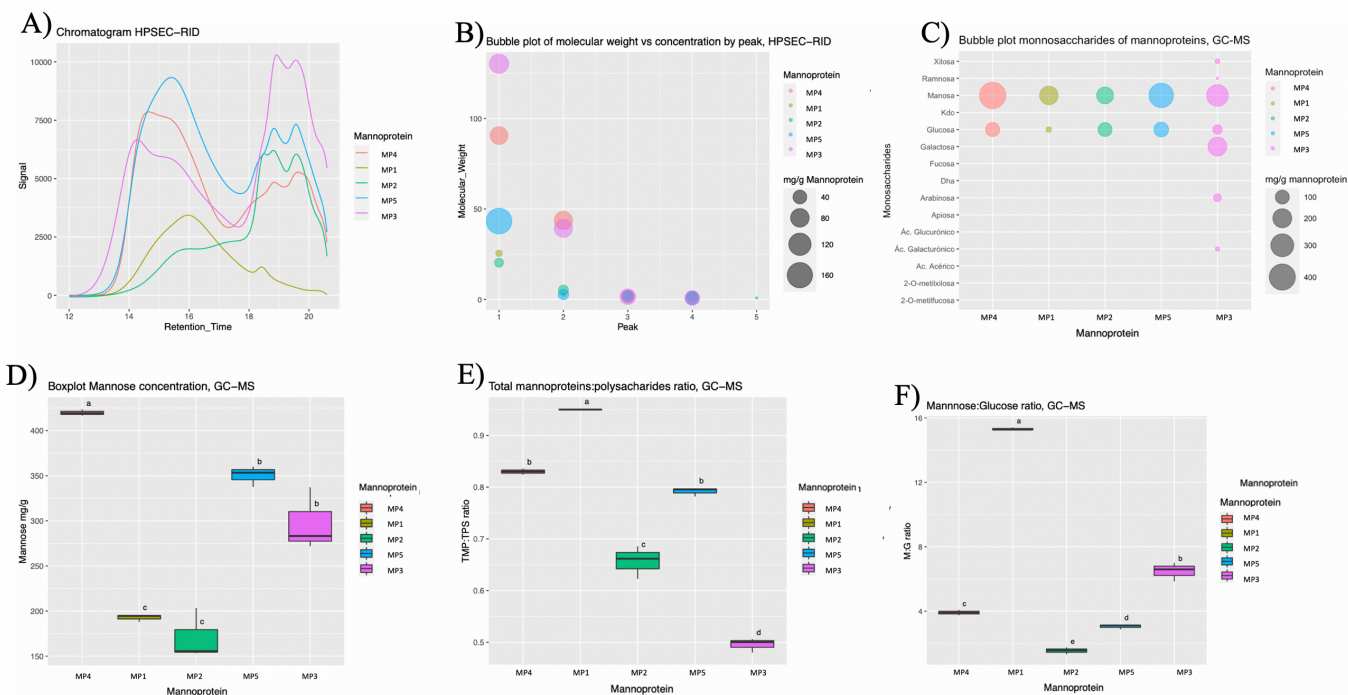 A)
Chromatogram HPSEC-RID
10000
7500
5000
2500
0
Signal
12
14
16
18
20
Retention_Time
Mannoprotein
MP4
MP1
MP2
MP5
MP3
B)
Bubble plot of molecular weight vs concentration by peak, HPSEC-RID
100
50
0
Molecular_Weight
1
2
3
4
5
Peak
Mannoprotein
MP4
MP1
MP2
MP5
MP3
mg/g Mannoprotein
40
80
120
160
C)
Bubble plot monnosaccharides of mannoproteins, GC-MS
Monosaccharides
Xilosa
Ramnosa
Manosa
Kdo
Glucosa
Galactosa
Fucosa
Dha
Arabinosa
Apiosa
Ác. Glucurónico
Ác. Galacturónico
Ac. Acérico
2-O-metilxilosa
2-O-metilfucosa
MP4
MP1
MP2
MP5
MP3
Mannoprotein
Mannoprotein
MP4
MP1
MP2
MP5
MP3
mg/g mannoprotein
100
200
300
400
D)
Boxplot Mannose concentration, GC-MS
400
350
300
250
200
150
Mannose mg/g
a
c
c
b
b
MP4
MP1
MP2
MP5
MP3
Mannoprotein
Mannoprotein
MP4
MP1
MP2
MP5
MP3
E)
Total mannoproteins:polysacharides ratio, GC-MS
0.9
0.8
0.7
0.6
0.5
TMP:TPS ratio
b
a
c
b
d
MP4
MP1
MP2
MP5
MP3
Mannoprotein
Mannoprotein
MP4
MP1
MP2
MP5
MP3
F)
Mannnose:Glucose ratio, GC-MS
16
12
8
4
M:G ratio
c
a
e
d
b
MP4
MP1
MP2
MP5
MP3
Mannoprotein
Mannoprotein
Mannoprotein
MP4
MP1
MP2
MP5
MP3